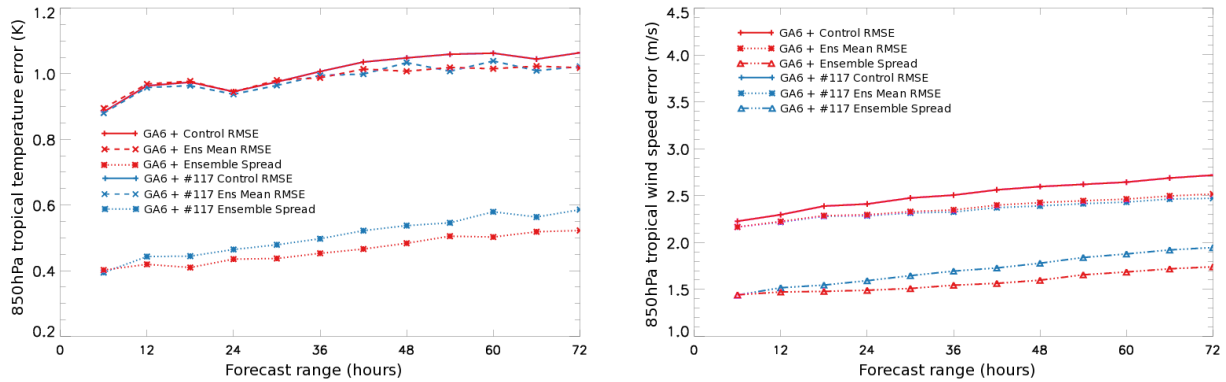 850hPa tropical temperature error (K)
1.2
1.0
0.8
0.6
0.4
0.2
GA6 + Control RMSE
GA6 + Ens Mean RMSE
GA6 + Ensemble Spread
GA6 + #117 Control RMSE
GA6 + #117 Ens Mean RMSE
GA6 + #117 Ensemble Spread
0 12 24 36 48 60 72
Forecast range (hours)
850hPa tropical wind speed error (m/s)
4.5
4.0
3.5
3.0
2.5
2.0
1.5
1.0
GA6 + Control RMSE
GA6 + Ens Mean RMSE
GA6 + Ensemble Spread
GA6 + #117 Control RMSE
GA6 + #117 Ens Mean RMSE
GA6 + #117 Ensemble Spread
0 12 24 36 48 60 72
Forecast range (hours)